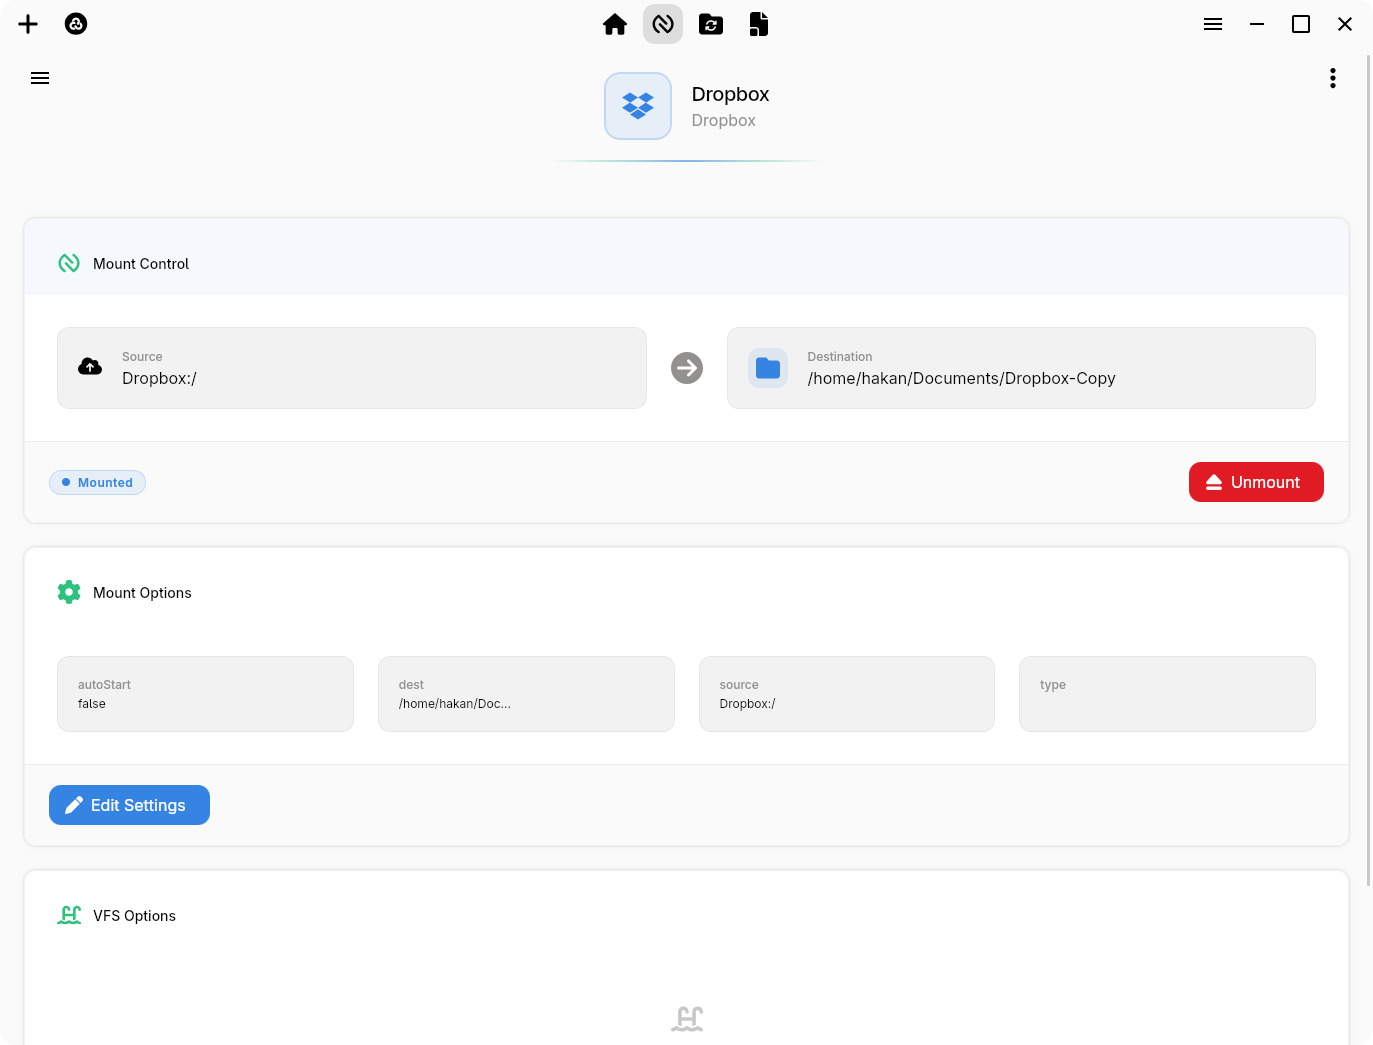 Dropbox
Dropbox
Mount Control
Source
Dropbox:/
Destination
/home/hakan/Documents/Dropbox-Copy
Mounted
Unmount
Mount Options
autoStart
false
dest
/home/hakan/Doc...
source
Dropbox:/
type
Edit Settings
VFS Options